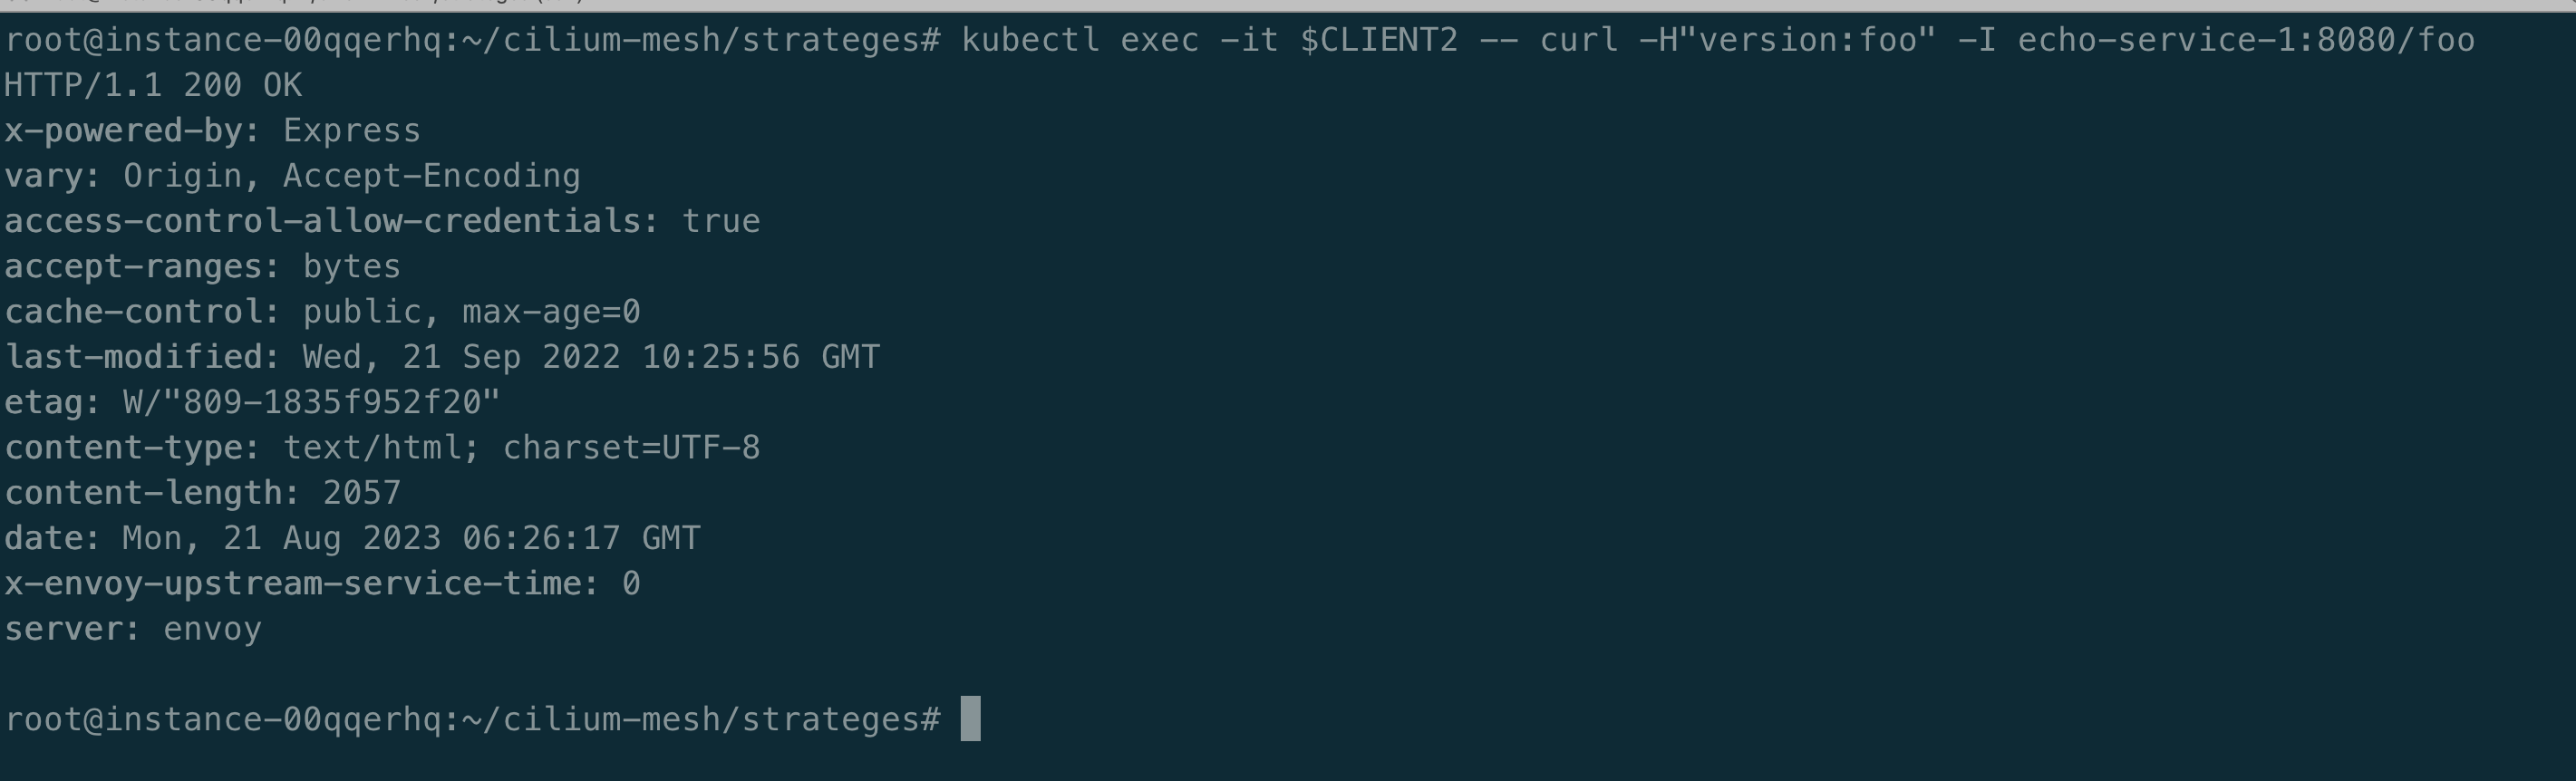 root@instance-00qqerhq:~/cilium-mesh/strateges# kubectl exec -it $CLIENT2 -- curl -H"version:foo" -I echo-service-1:8080/foo
HTTP/1.1 200 OK
x-powered-by: Express
vary: Origin, Accept-Encoding
access-control-allow-credentials: true
accept-ranges: bytes
cache-control: public, max-age=0
last-modified: Wed, 21 Sep 2022 10:25:56 GMT
etag: W/"809-1835f952f20"
content-type: text/html; charset=UTF-8
content-length: 2057
date: Mon, 21 Aug 2023 06:26:17 GMT
x-envoy-upstream-service-time: 0
server: envoy
root@instance-00qqerhq:~/cilium-mesh/strateges#